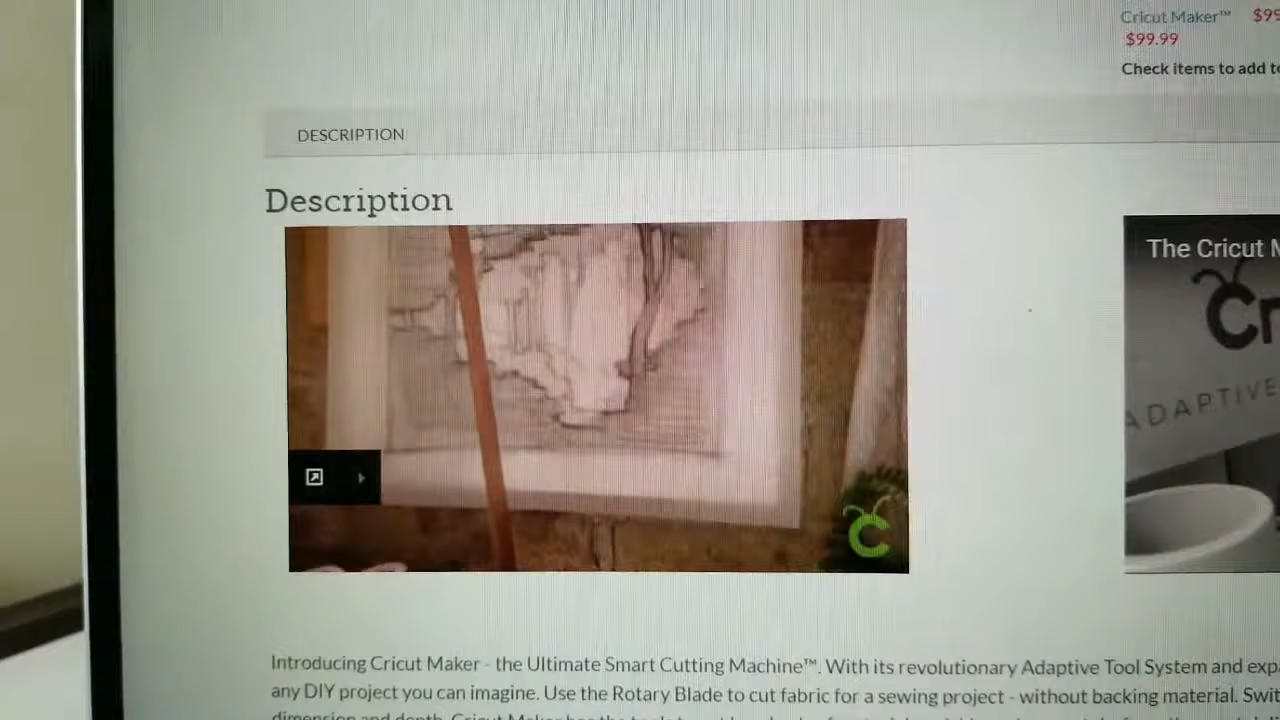 Cricut Maker™
$99.99
Check items to add
DESCRIPTION
Description
The Cricut
ADAPTIVE
Introducing Cricut Maker - the Ultimate Smart Cutting Machine™. With its revolutionary Adaptive Tool System and
any DIY project you can imagine. Use the Rotary Blade to cut fabric for a sewing project - without backing material.